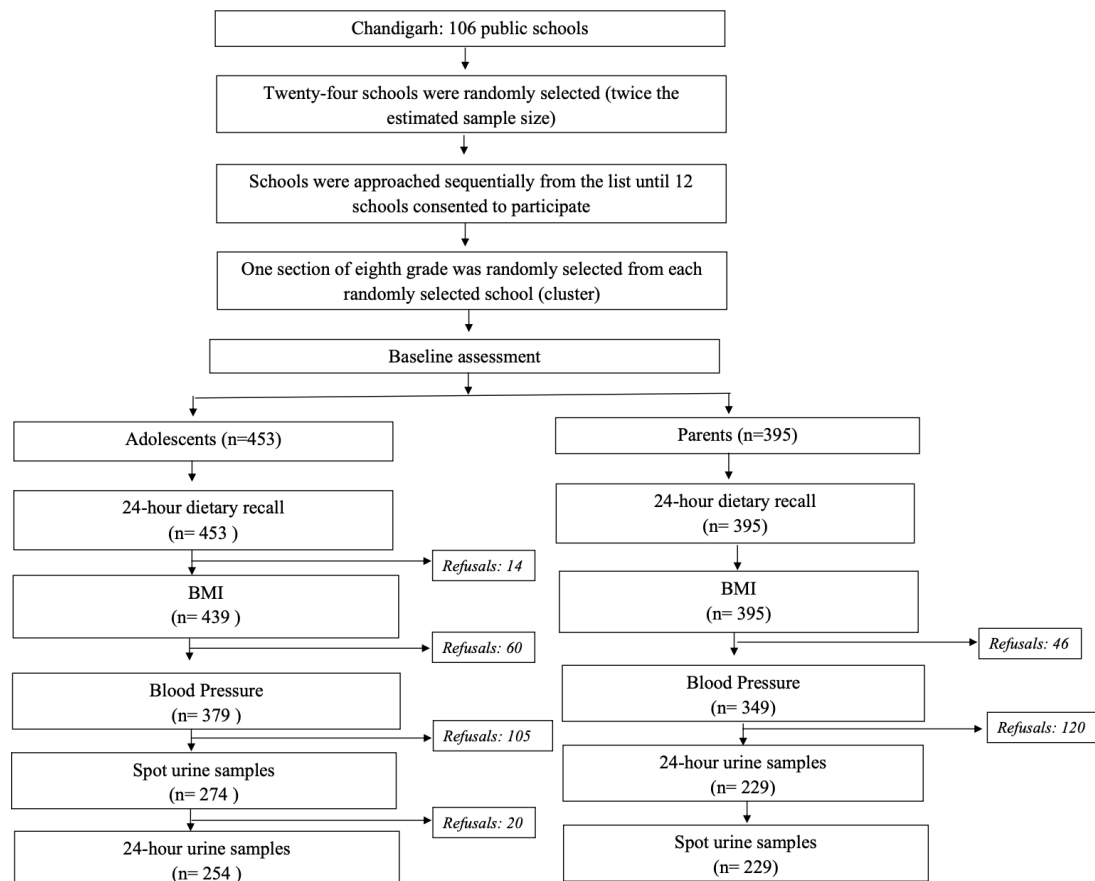 Chandigarh: 106 public schools
Twenty-four schools were randomly selected (twice the
estimated sample size)
Schools were approached sequentially from the list until 12
schools consented to participate
One section of eighth grade was randomly selected from each
randomly selected school (cluster)
Baseline assessment
Adolescents (n=453)
Parents (n=395)
24-hour dietary recall
(n= 453 )
24-hour dietary recall
(n= 395)
Refusals: 14
BMI
(n= 439 )
BMI
(n= 395)
Refusals: 60
Refusals: 46
Blood Pressure
(n= 379 )
Blood Pressure
(n= 349)
Refusals: 105
Refusals: 120
Spot urine samples
(n= 274 )
24-hour urine samples
(n= 229)
Refusals: 20
24-hour urine samples
(n= 254 )
Spot urine samples
(n= 229)